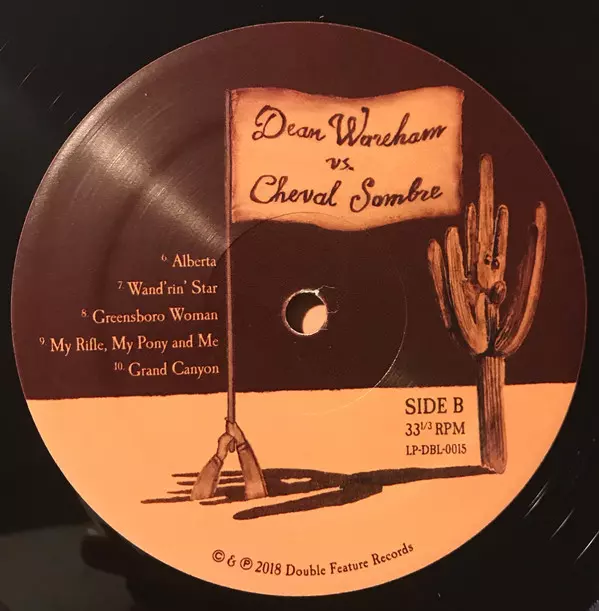 Dean Wareham
vs.
Cheval Sombre
6. Alberta
7. Wand'rin' Star
8. Greensboro Woman
9. My Rifle, My Pony and Me
10. Grand Canyon
SIDE B
33 1/3 RPM
LP-DBL-0015
© & ℗ 2018 Double Feature Records